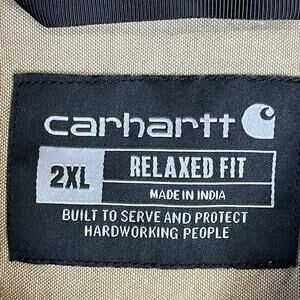 carhartt
2XL
RELAXED FIT
MADE IN INDIA
BUILT TO SERVE AND PROTECT
HARDWORKING PEOPLE